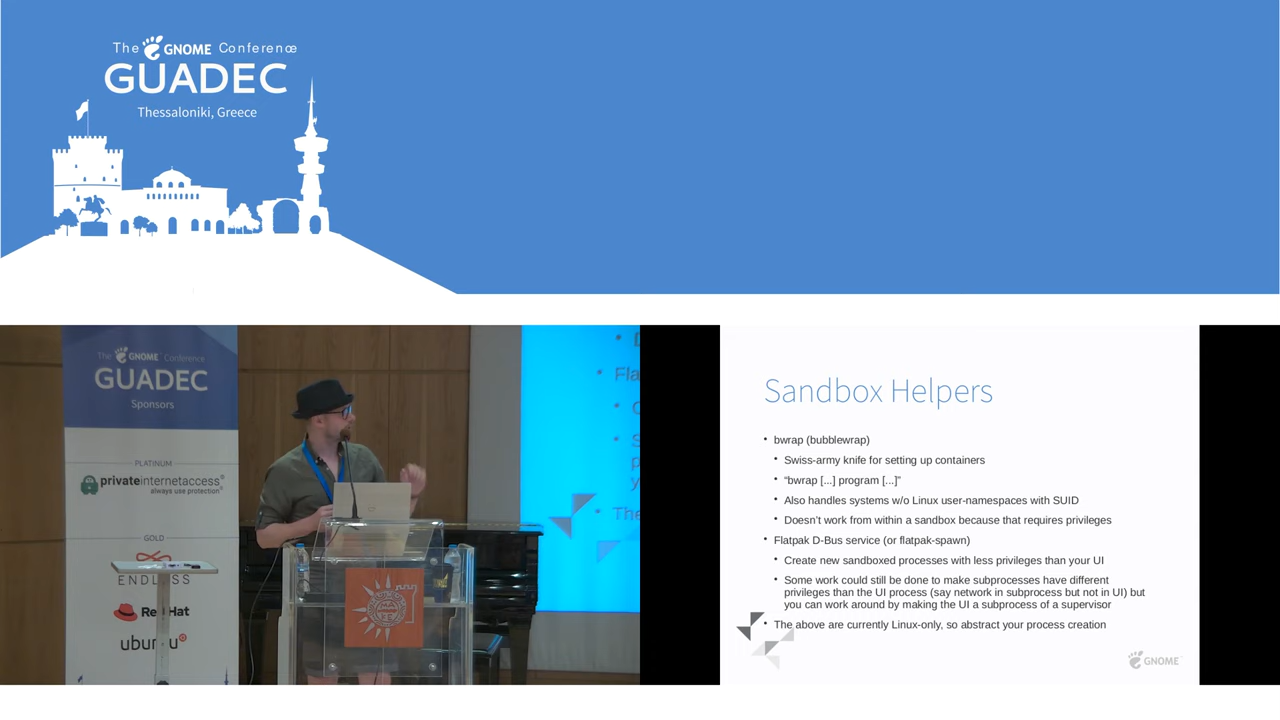 The GNOME Conference
GUADEC
Thessaloniki, Greece
The GNOME Conference
GUADEC
Sponsors
PLATINUM
privateinternetaccess
always use protection
GOLD
ENDLESS
Red Hat
ubuntu
Fla
The
Sandbox Helpers
• bwrap (bubblewrap)
• Swiss-army knife for setting up containers
• “bwrap [...] program [...]”
• Also handles systems w/o Linux user-namespaces with SUID
• Doesn’t work from within a sandbox because that requires privileges
• Flatpak D-Bus service (or flatpak-spawn)
• Create new sandboxed processes with less privileges than your UI
• Some work could still be done to make subprocesses have different
privileges than the UI process (say network in subprocess but not in UI) but
you can work around by making the UI a subprocess of a supervisor
• The above are currently Linux-only, so abstract your process creation
GNOME